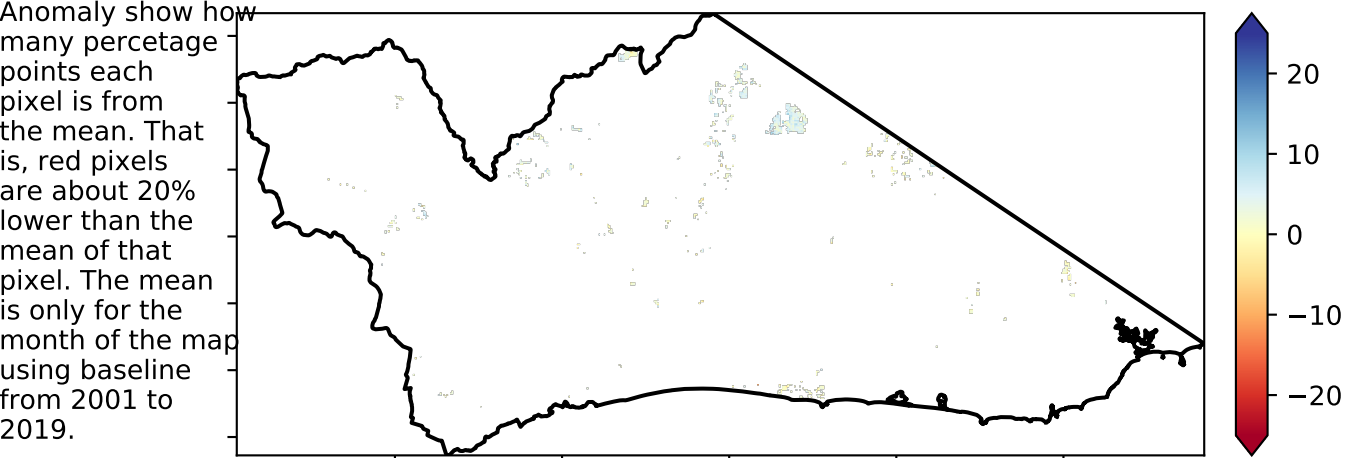 Anomaly show how
many percetage
points each
pixel is from
the mean. That
is, red pixels
are about 20%
lower than the
mean of that
pixel. The mean
is only for the
month of the map
using baseline
from 2001 to
2019.
20
10
0
−10
−20